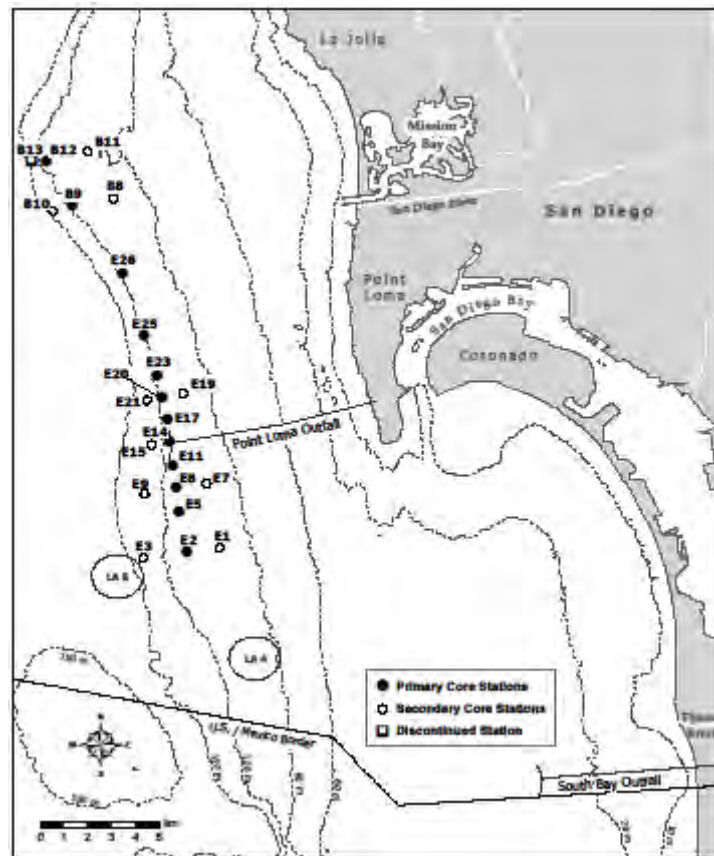 La Jolla
Mission
Bay
B13 B12 B11
B8
B9
B10
San Diego River
San Diego
E26
Point
Loma
San Diego Bay
E25
Coronado
E23
E20
E19
E21
E17
E14
Point Loma Outfall
E15
E11
E8
E7
E9
E5
E2
E1
E3
LA 5
LA 4
Primary Core Stations
Secondary Core Stations
Discontinued Station
U.S. / Mexico Border
South Bay Outfall
0 1 2 3 4 5
km